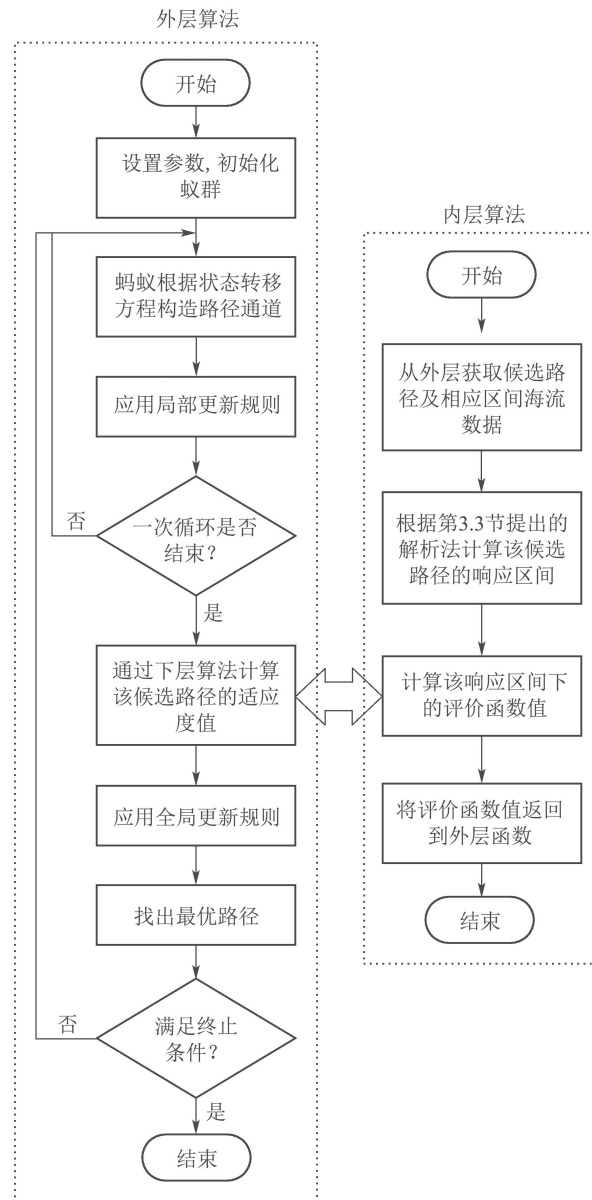 外层算法
开始
设置参数, 初始化
蚁群
蚂蚁根据状态转移
方程构造路径通道
应用局部更新规则
一次循环是否
结束？
否
是
通过下层算法计算
该候选路径的适应
度值
应用全局更新规则
找出最优路径
满足终止
条件？
否
是
结束
内层算法
开始
从外层获取候选路
径及相应区间海流
数据
根据第3.3节提出的
解析法计算该候选
路径的响应区间
计算该响应区间下
的评价函数值
将评价函数值返回
到外层函数
结束